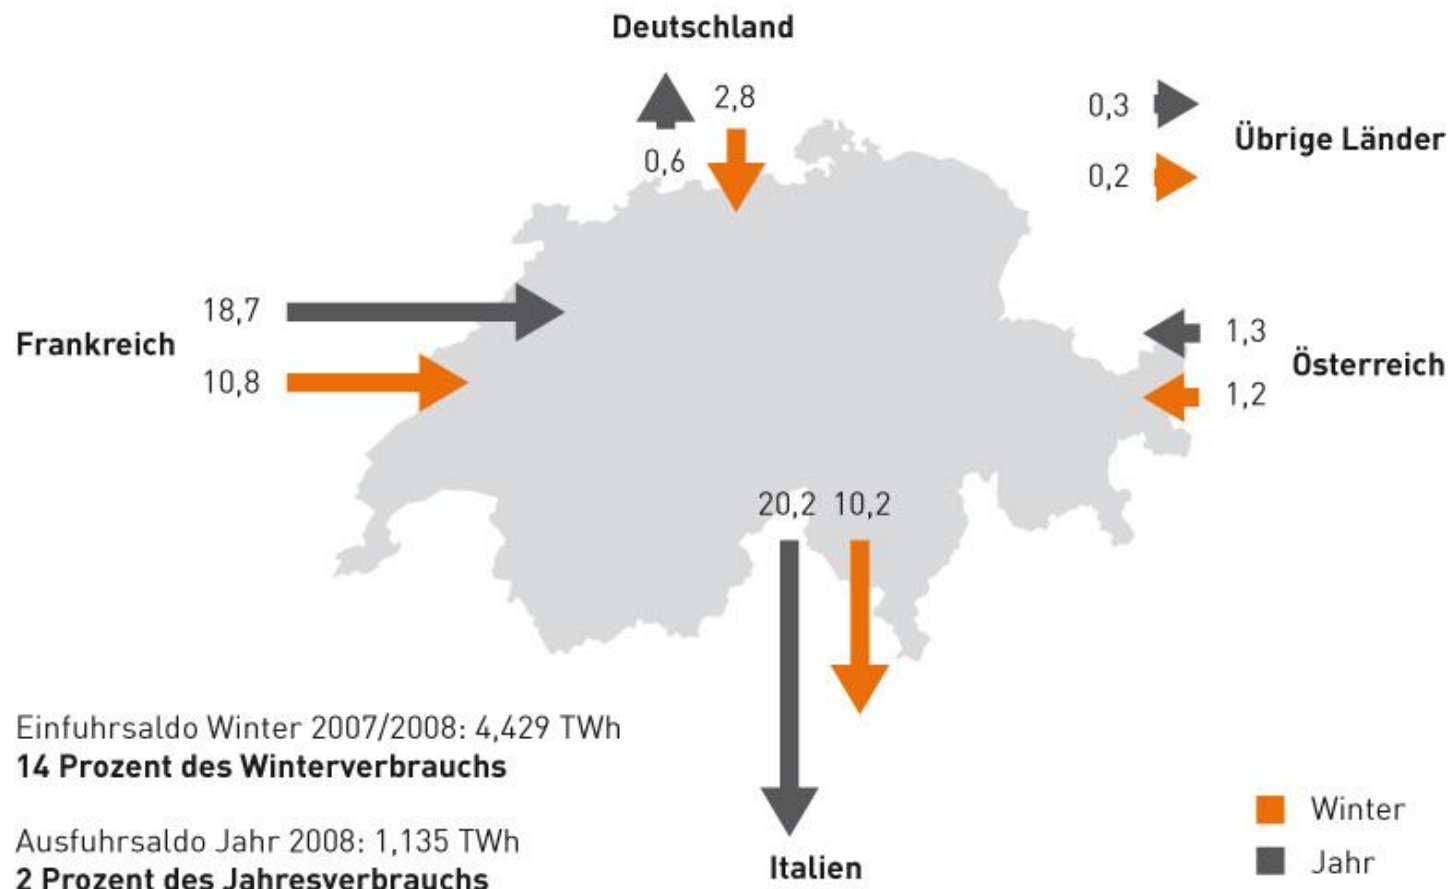 Deutschland
2,8
0,6
0,3
Übrige Länder
0,2
18,7
Frankreich
10,8
1,3
Österreich
1,2
20,2 10,2
Einfuhrsaldo Winter 2007/2008: 4,429 TWh
14 Prozent des Winterverbrauchs
Ausfuhrsaldo Jahr 2008: 1,135 TWh
2 Prozent des Jahresverbrauchs
Italien
Winter
Jahr